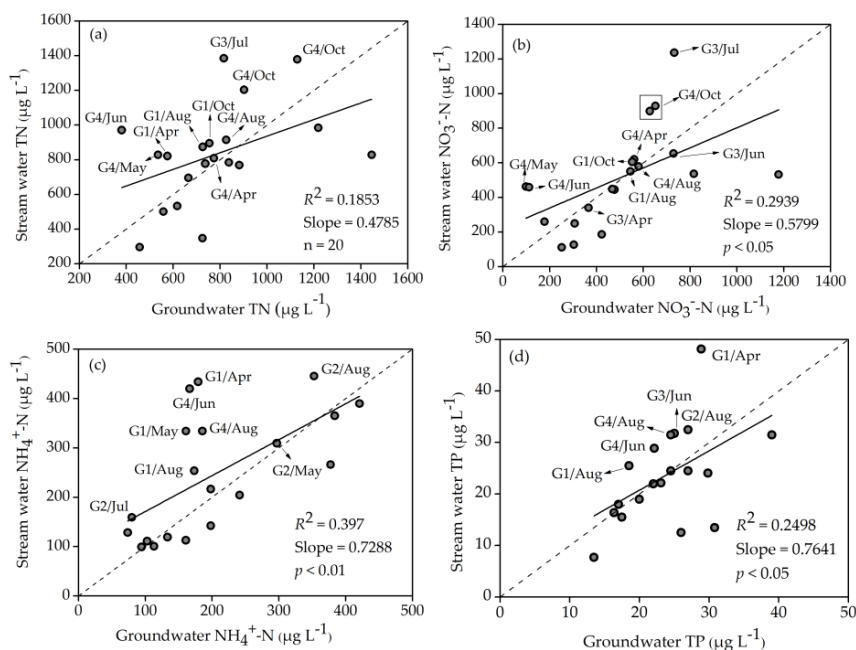 (a)
Stream water TN (µg L⁻¹)
1600
1400
1200
1000
800
600
400
200
G3/Jul
G4/Oct
G4/Oct
G4/Jun
G1/Aug
G1/Apr
G1/Oct
G4/Aug
G4/May
G4/Apr
R² = 0.1853
Slope = 0.4785
n = 20
200 400 600 800 1000 1200 1400 1600
Groundwater TN (µg L⁻¹)
(b)
Stream water NO₃⁻-N (µg L⁻¹)
1400
1200
1000
800
600
400
200
0
G3/Jul
G4/Oct
G4/Apr
G4/May
G1/Oct
G3/Jun
G4/Jun
G4/Aug
G1/Aug
G3/Apr
R² = 0.2939
Slope = 0.5799
p < 0.05
0 200 400 600 800 1000 1200 1400
Groundwater NO₃⁻-N (µg L⁻¹)
(c)
Stream water NH₄⁺-N (µg L⁻¹)
500
400
300
200
100
0
G1/Apr
G2/Aug
G4/Jun
G1/May
G4/Aug
G1/Aug
G2/May
G2/Jul
R² = 0.397
Slope = 0.7288
p < 0.01
0 100 200 300 400 500
Groundwater NH₄⁺-N (µg L⁻¹)
(d)
Stream water TP (µg L⁻¹)
50
40
30
20
10
0
G1/Apr
G3/Jun
G4/Aug
G2/Aug
G4/Jun
G1/Aug
R² = 0.2498
Slope = 0.7641
p < 0.05
0 10 20 30 40 50
Groundwater TP (µg L⁻¹)